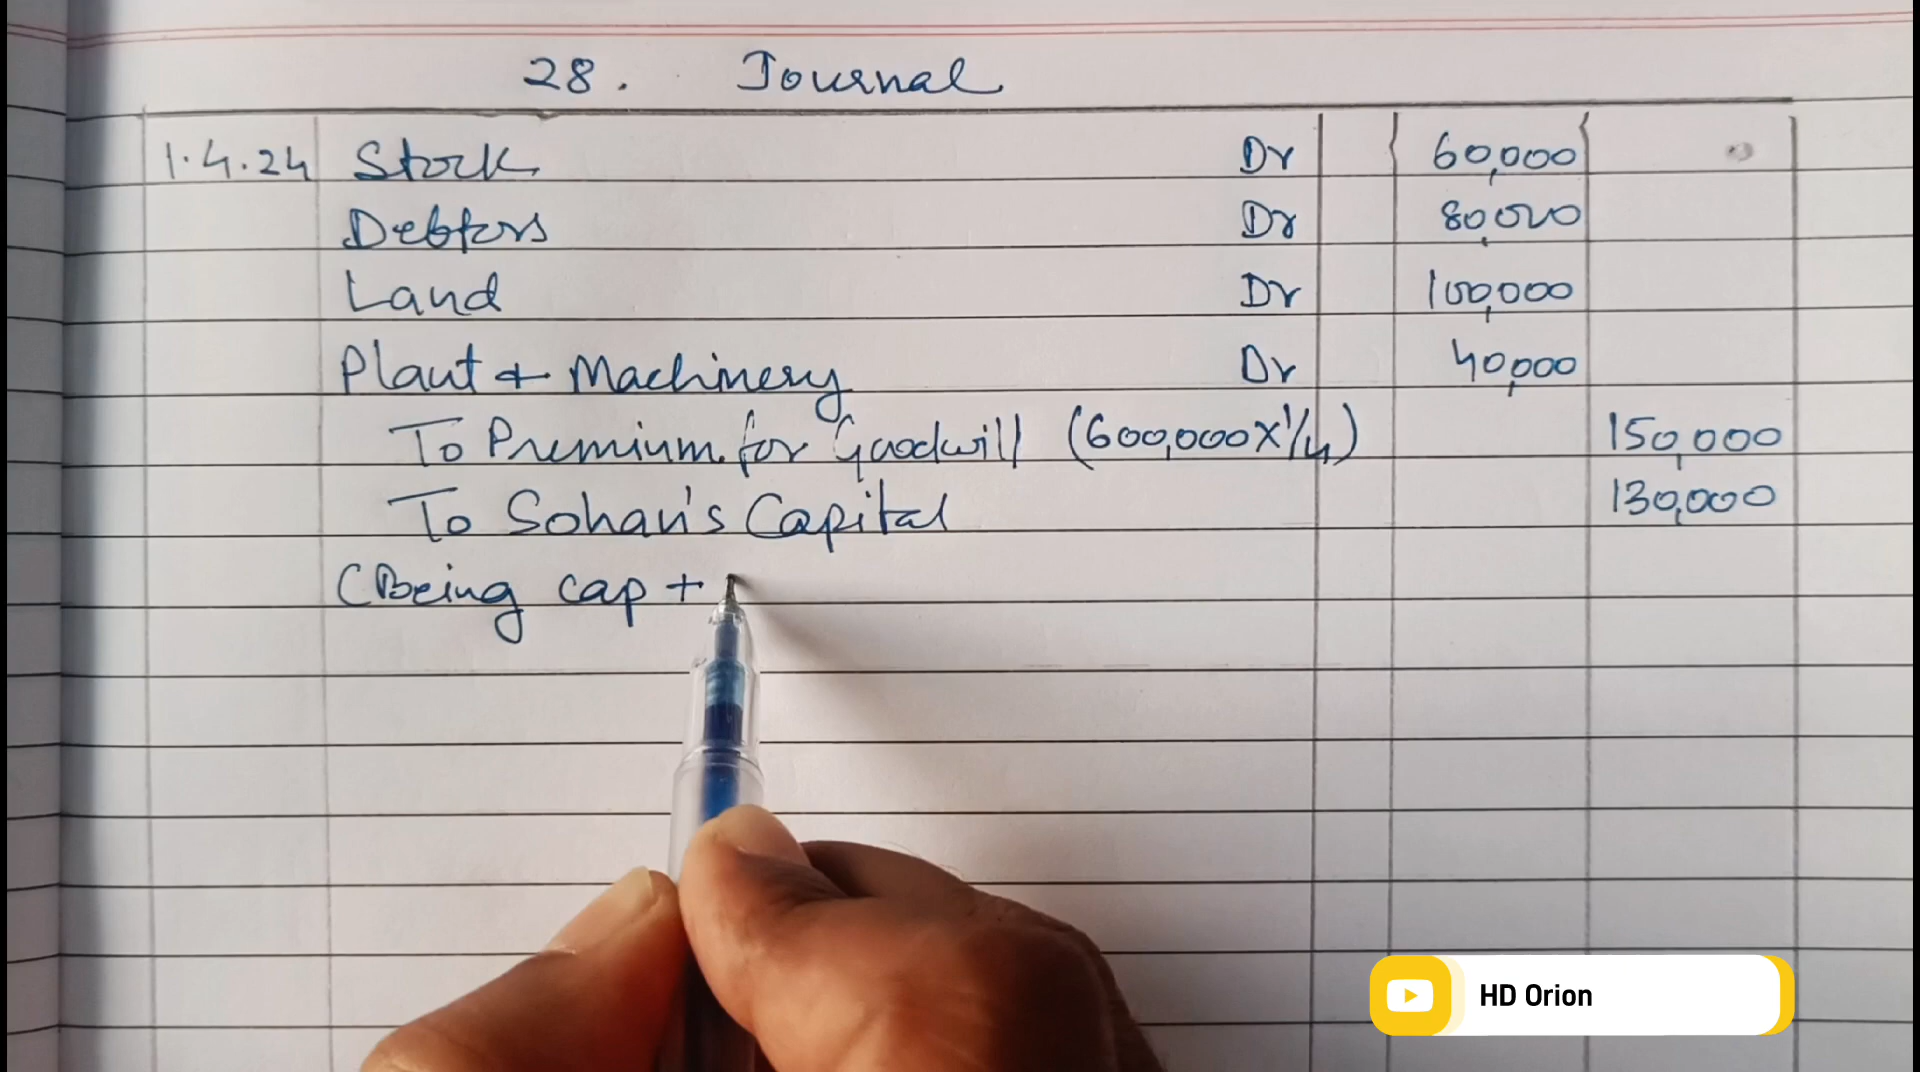 28. Journal
1.4.24 Stock Dr 60,000
Debtors Dr 80,000
Land Dr 100,000
Plant + Machinery Dr 40,000
To Premium for Goodwill (600,000x1/4) 150,000
To Sohan's Capital 130,000
(Being cap +
HD Orion